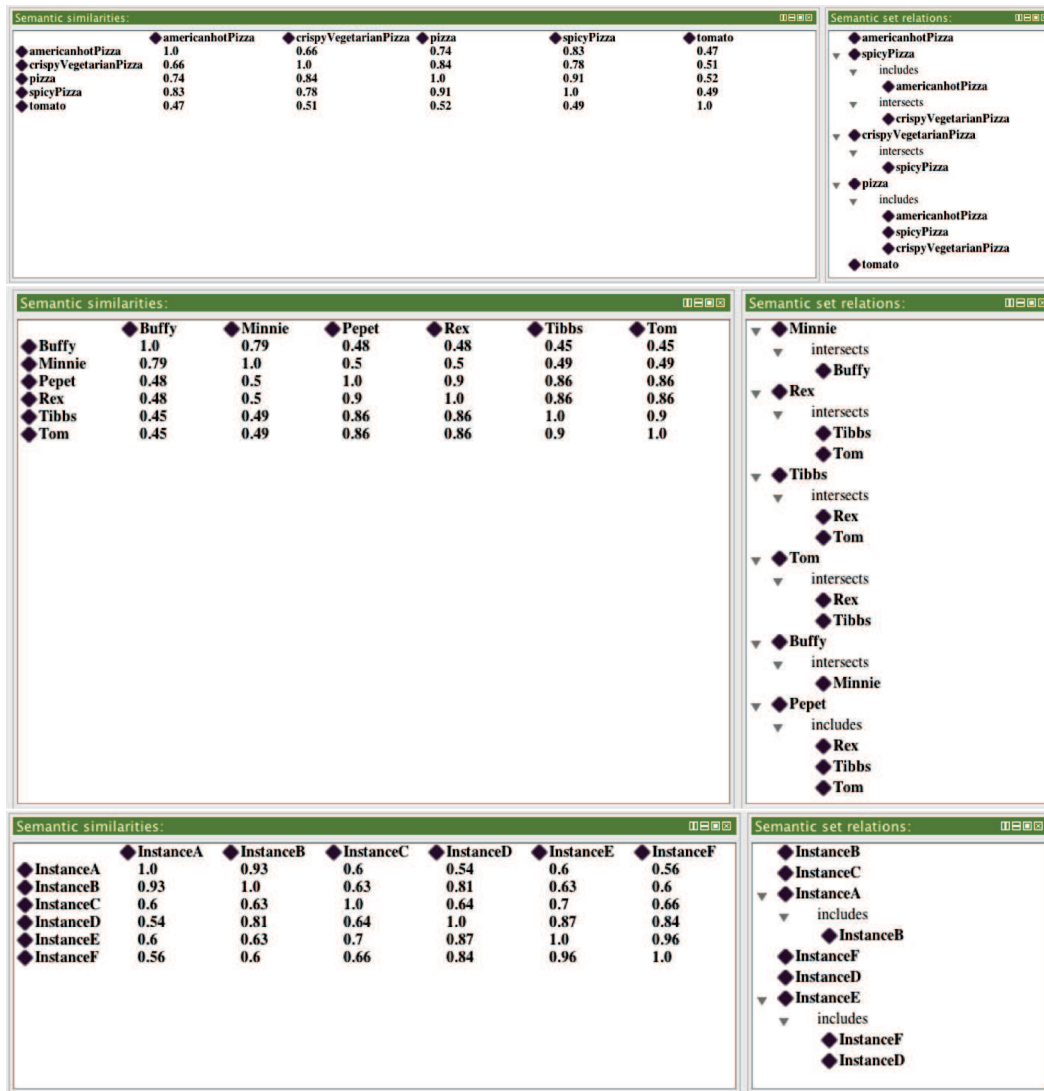 Semantic similarities:
americanhotPizza crispyVegetarianPizza pizza spicyPizza tomato
americanhotPizza 1.0 0.66 0.74 0.83 0.47
crispyVegetarianPizza 0.66 1.0 0.84 0.78 0.51
pizza 0.74 0.84 1.0 0.91 0.52
spicyPizza 0.83 0.78 0.91 1.0 0.49
tomato 0.47 0.51 0.52 0.49 1.0
Semantic set relations:
americanhotPizza
spicyPizza
includes
americanhotPizza
intersects
crispyVegetarianPizza
crispyVegetarianPizza
intersects
spicyPizza
pizza
includes
americanhotPizza
spicyPizza
crispyVegetarianPizza
tomato
Semantic similarities:
Buffy Minnie Pepet Rex Tibbs Tom
Buffy 1.0 0.79 0.48 0.48 0.45 0.45
Minnie 0.79 1.0 0.5 0.5 0.49 0.49
Pepet 0.48 0.5 1.0 0.9 0.86 0.86
Rex 0.48 0.5 0.9 1.0 0.86 0.86
Tibbs 0.45 0.49 0.86 0.86 1.0 0.9
Tom 0.45 0.49 0.86 0.86 0.9 1.0
Semantic set relations:
Minnie
intersects
Buffy
Rex
intersects
Tibbs
Tom
Tibbs
intersects
Rex
Tom
Tom
intersects
Rex
Tibbs
Buffy
intersects
Minnie
Pepet
includes
Rex
Tibbs
Tom
Semantic similarities:
InstanceA InstanceB InstanceC InstanceD InstanceE InstanceF
InstanceA 1.0 0.93 0.6 0.54 0.6 0.56
InstanceB 0.93 1.0 0.63 0.81 0.63 0.6
InstanceC 0.6 0.63 1.0 0.64 0.7 0.66
InstanceD 0.54 0.81 0.64 1.0 0.87 0.84
InstanceE 0.6 0.63 0.7 0.87 1.0 0.96
InstanceF 0.56 0.6 0.66 0.84 0.96 1.0
Semantic set relations:
InstanceB
InstanceC
InstanceA
includes
InstanceB
InstanceF
InstanceD
InstanceE
includes
InstanceF
InstanceD